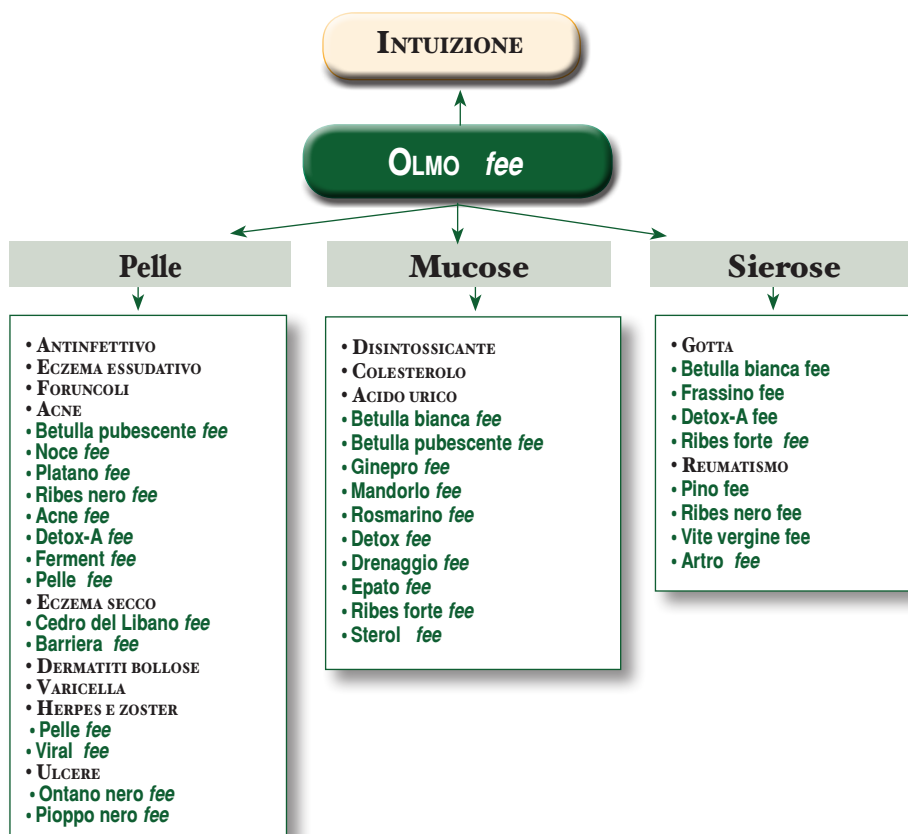 INTUIZIONE
OLMO fee
Pelle
• ANTINFETTIVO
• ECZEMA ESSUDATIVO
• FORUNCOLI
• ACNE
• Betulla pubescente fee
• Noce fee
• Platano fee
• Ribes nero fee
• Acne fee
• Detox-A fee
• Ferment fee
• Pelle fee
• ECZEMA SECCO
• Cedro del Libano fee
• Barriera fee
• DERMATITI BOLLOSE
• VARICELLA
• HERPES E ZOSTER
• Pelle fee
• Viral fee
• ULCERE
• Ontano nero fee
• Pioppo nero fee
Mucose
• DISINTOSSICANTE
• COLESTEROLO
• ACIDO URICO
• Betulla bianca fee
• Betulla pubescente fee
• Ginepro fee
• Mandorlo fee
• Rosmarino fee
• Detox fee
• Drenaggio fee
• Epato fee
• Ribes forte fee
• Sterol fee
Sierose
• GOTTA
• Betulla bianca fee
• Frassino fee
• Detox-A fee
• Ribes forte fee
• REUMATISMO
• Pino fee
• Ribes nero fee
• Vite vergine fee
• Artro fee